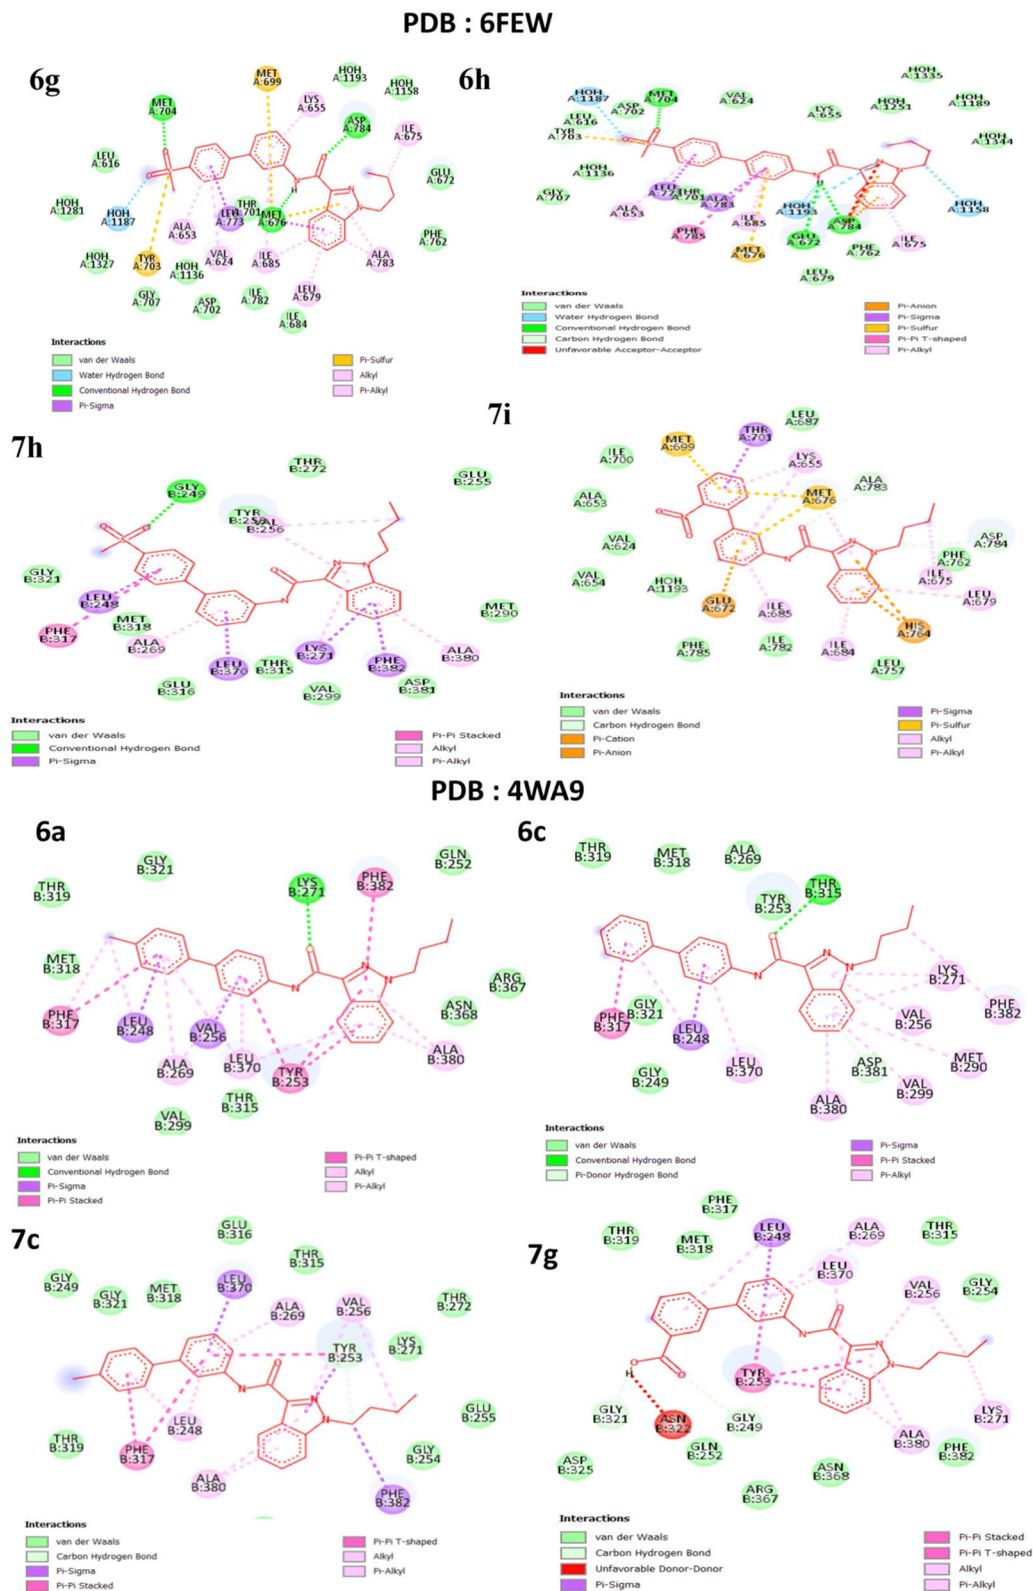 PDB : 6FEW
6g
MET
A:699
HOH
A:1193
HOH
A:1158
MET
A:704
LYS
A:655
ASP
A:784
ILE
A:675
LEU
A:616
GLU
A:672
HOH
A:1281
HOH
A:1187
THR
A:701
LEU
A:773
MET
A:676
ALA
A:653
PHE
A:762
HOH
A:1327
TYR
A:703
HOH
A:1136
VAL
A:624
ILE
A:685
ALA
A:783
GLY
A:707
ASP
A:702
ILE
A:782
LEU
A:679
ILE
A:684
Interactions
van der Waals
Water Hydrogen Bond
Conventional Hydrogen Bond
Pi-Sigma
Pi-Sulfur
Alkyl
Pi-Alkyl
6h
HOH
A:1187
ASP
A:702
MET
A:704
VAL
A:624
LYS
A:655
HOH
A:1335
HOH
A:1251
HOH
A:1189
LEU
A:616
TYR
A:703
HOH
A:1344
HOH
A:1136
GLY
A:707
LEU
A:773
THR
A:701
ALA
A:783
ALA
A:653
HOH
A:1193
HOH
A:1158
PHE
A:785
ILE
A:685
ASP
A:784
GLU
A:672
MET
A:676
PHE
A:762
ILE
A:675
LEU
A:679
Interactions
van der Waals
Water Hydrogen Bond
Conventional Hydrogen Bond
Carbon Hydrogen Bond
Unfavorable Acceptor-Acceptor
Pi-Anion
Pi-Sigma
Pi-Sulfur
Pi-Pi T-shaped
Pi-Alkyl
7h
GLY
B:249
THR
B:272
GLU
B:255
TYR
B:253
VAL
B:256
GLY
B:321
LEU
B:248
MET
B:318
PHE
B:317
ALA
B:269
MET
B:290
LEU
B:370
THR
B:315
LYS
B:271
PHE
B:382
ALA
B:380
GLU
B:316
VAL
B:299
ASP
B:381
Interactions
van der Waals
Conventional Hydrogen Bond
Pi-Sigma
Pi-Pi Stacked
Alkyl
Pi-Alkyl
7i
LEU
A:687
THR
A:701
MET
A:699
ILE
A:700
LYS
A:655
MET
A:676
ALA
A:783
ALA
A:653
ASP
A:784
VAL
A:624
PHE
A:762
VAL
A:654
HOH
A:1193
ILE
A:675
LEU
A:679
GLU
A:672
ILE
A:685
HIS
A:764
PHE
A:785
ILE
A:782
ILE
A:684
LEU
A:757
Interactions
van der Waals
Carbon Hydrogen Bond
Pi-Cation
Pi-Anion
Pi-Sigma
Pi-Sulfur
Alkyl
Pi-Alkyl
PDB : 4WA9
6a
GLY
B:321
LYS
B:271
PHE
B:382
GLN
B:252
THR
B:319
MET
B:318
ARG
B:367
PHE
B:317
LEU
B:248
VAL
B:256
ASN
B:368
ALA
B:269
LEU
B:370
TYR
B:253
ALA
B:380
THR
B:315
VAL
B:299
Interactions
van der Waals
Conventional Hydrogen Bond
Pi-Sigma
Pi-Pi Stacked
Pi-Pi T-shaped
Alkyl
Pi-Alkyl
6c
THR
B:319
MET
B:318
ALA
B:269
TYR
B:253
THR
B:315
LYS
B:271
PHE
B:317
GLY
B:321
LEU
B:248
VAL
B:256
PHE
B:382
GLY
B:249
LEU
B:370
ASP
B:381
MET
B:290
VAL
B:299
ALA
B:380
Interactions
van der Waals
Conventional Hydrogen Bond
Pi-Donor Hydrogen Bond
Pi-Sigma
Pi-Pi Stacked
Pi-Alkyl
7c
GLU
B:316
THR
B:315
GLY
B:249
GLY
B:321
MET
B:318
LEU
B:370
ALA
B:269
VAL
B:256
THR
B:272
TYR
B:253
LYS
B:271
LEU
B:248
GLU
B:255
THR
B:319
PHE
B:317
GLY
B:254
ALA
B:380
PHE
B:382
Interactions
van der Waals
Carbon Hydrogen Bond
Pi-Sigma
Pi-Pi Stacked
Pi-Pi T-shaped
Alkyl
Pi-Alkyl
7g
PHE
B:317
THR
B:319
MET
B:318
LEU
B:248
ALA
B:269
THR
B:315
LEU
B:370
VAL
B:256
GLY
B:254
TYR
B:253
GLY
B:321
ASN
B:322
GLY
B:249
LYS
B:271
ALA
B:380
GLN
B:252
PHE
B:382
ASP
B:325
ASN
B:368
ARG
B:367
Interactions
van der Waals
Carbon Hydrogen Bond
Unfavorable Donor-Donor
Pi-Sigma
Pi-Pi Stacked
Pi-Pi T-shaped
Alkyl
Pi-Alkyl